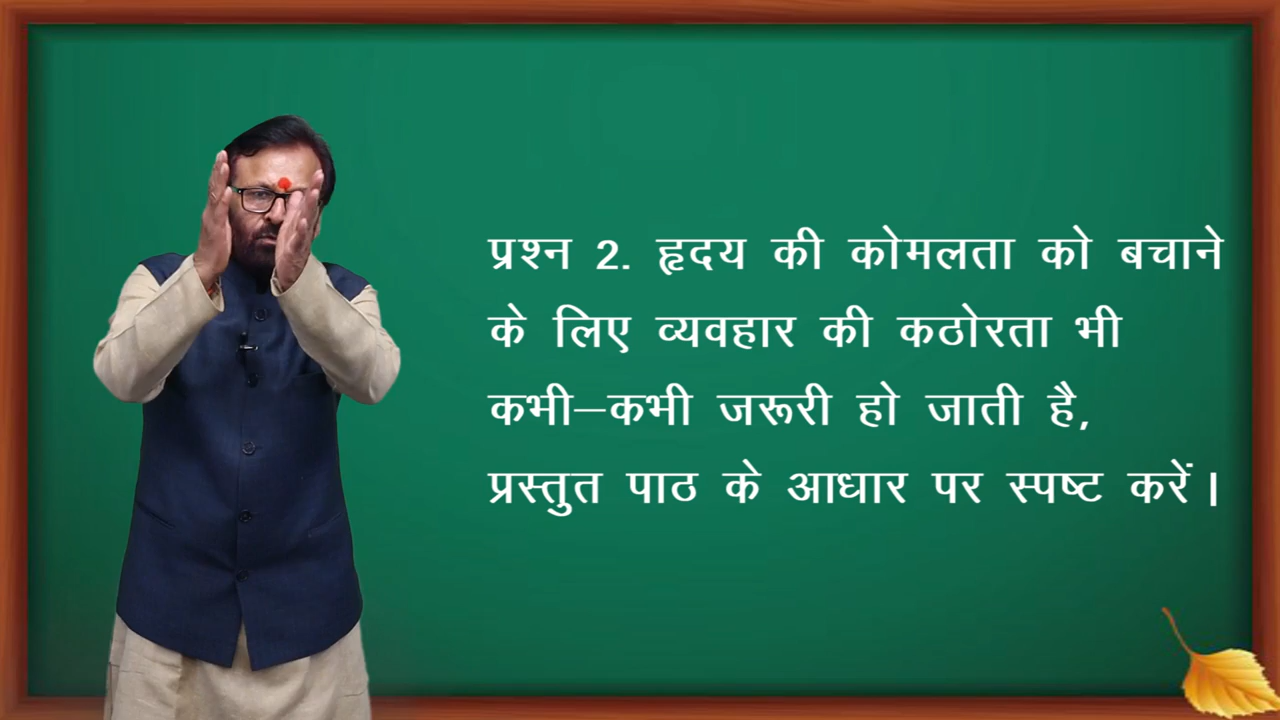 प्रश्न 2. हृदय की कोमलता को बचाने
के लिए व्यवहार की कठोरता भी
कभी–कभी जरूरी हो जाती है,
प्रस्तुत पाठ के आधार पर स्पष्ट करें।